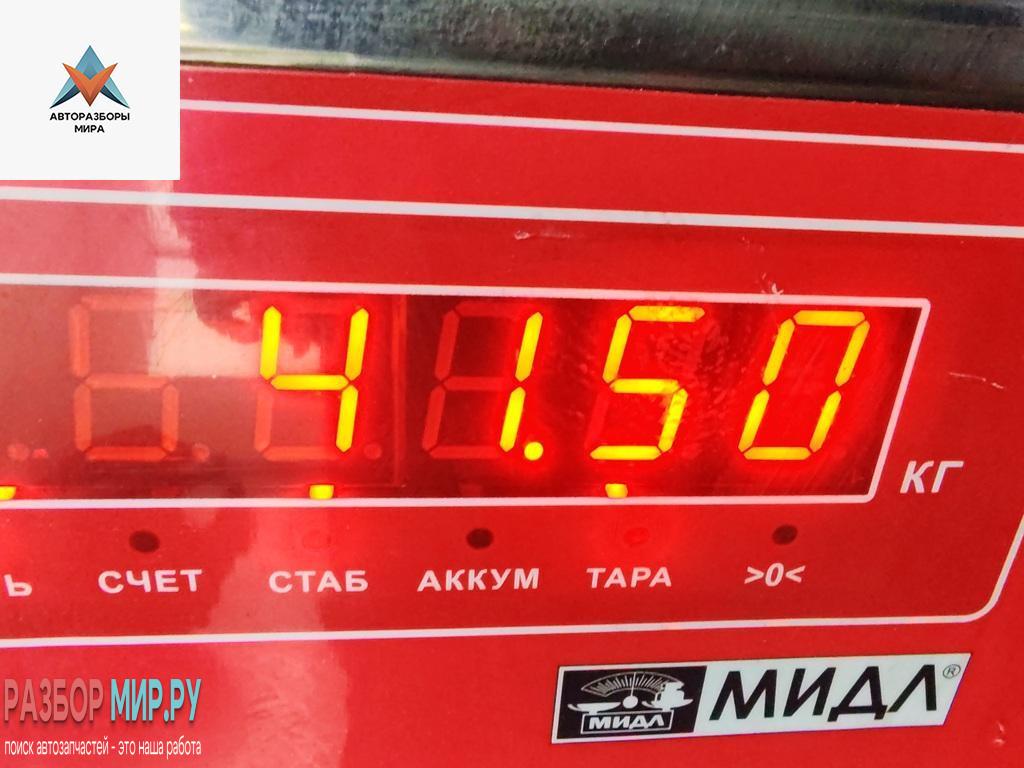 АВТОРАЗБОРЫ
МИРА
41.50
КГ
Ь СЧЕТ СТАБ АККУМ ТАРА >0<
МИДЛ МИДЛ®
РАЗБОР МИР.РУ
поиск автозапчастей - это наша работа